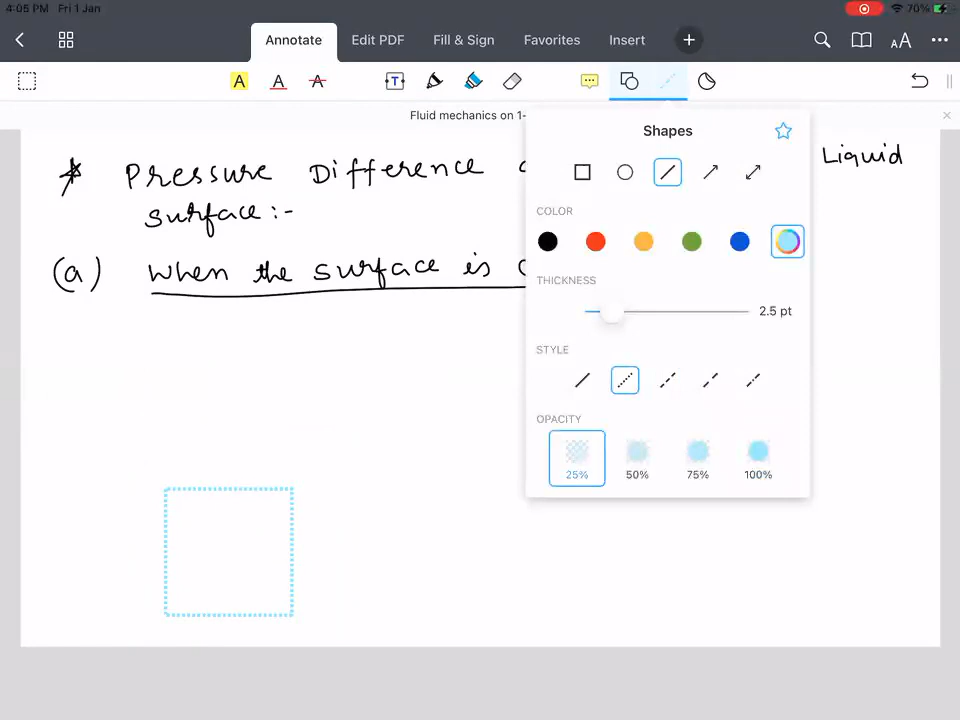 4:05 PM Fri 1 Jan
70%
Annotate Edit PDF Fill & Sign Favorites Insert
A A A T
Fluid mechanics on 1-
Shapes
COLOR
THICKNESS
2.5 pt
STYLE
OPACITY
25% 50% 75% 100%
* Pressure Difference Liquid
surface:-
(a) When the surface is